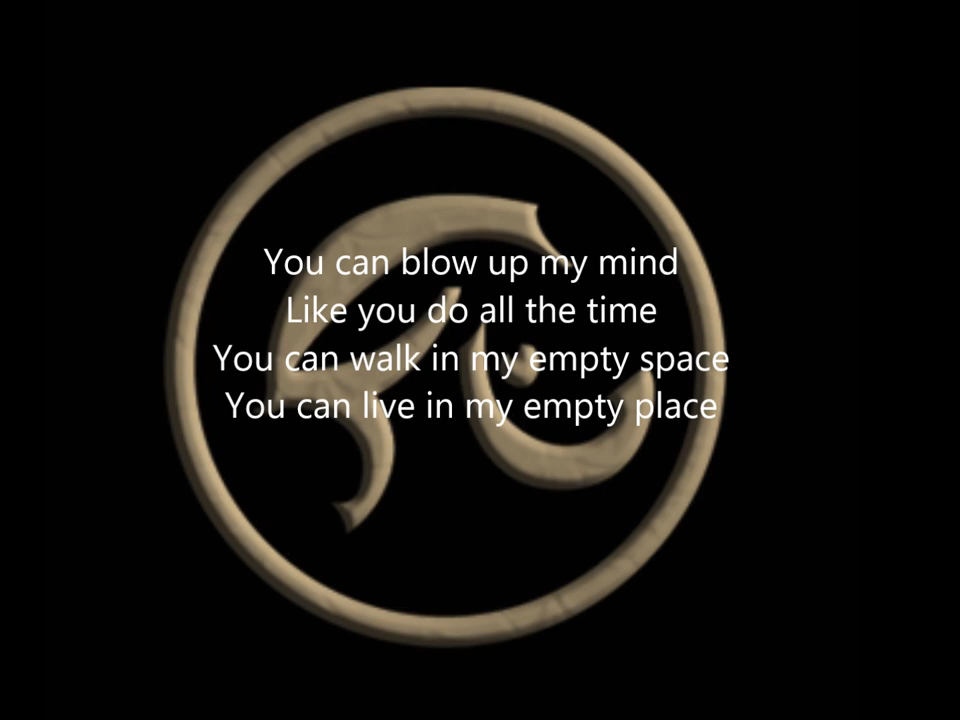 You can blow up my mind
Like you do all the time
You can walk in my empty space
You can live in my empty place